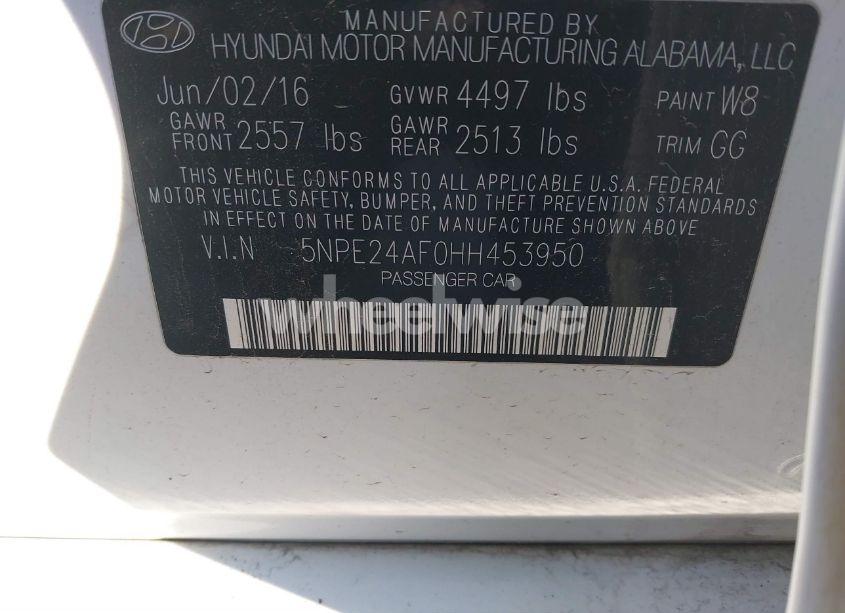 MANUFACTURED BY
HYUNDAI MOTOR MANUFACTURING ALABAMA, LLC
Jun/02/16 GVWR 4497 lbs PAINT W8
GAWR FRONT 2557 lbs GAWR REAR 2513 lbs TRIM GG
THIS VEHICLE CONFORMS TO ALL APPLICABLE U.S.A. FEDERAL
MOTOR VEHICLE SAFETY, BUMPER, AND THEFT PREVENTION STANDARDS
IN EFFECT ON THE DATE OF MANUFACTURE SHOWN ABOVE
V.I.N 5NPE24AF0HH453950
PASSENGER CAR
wheelwise